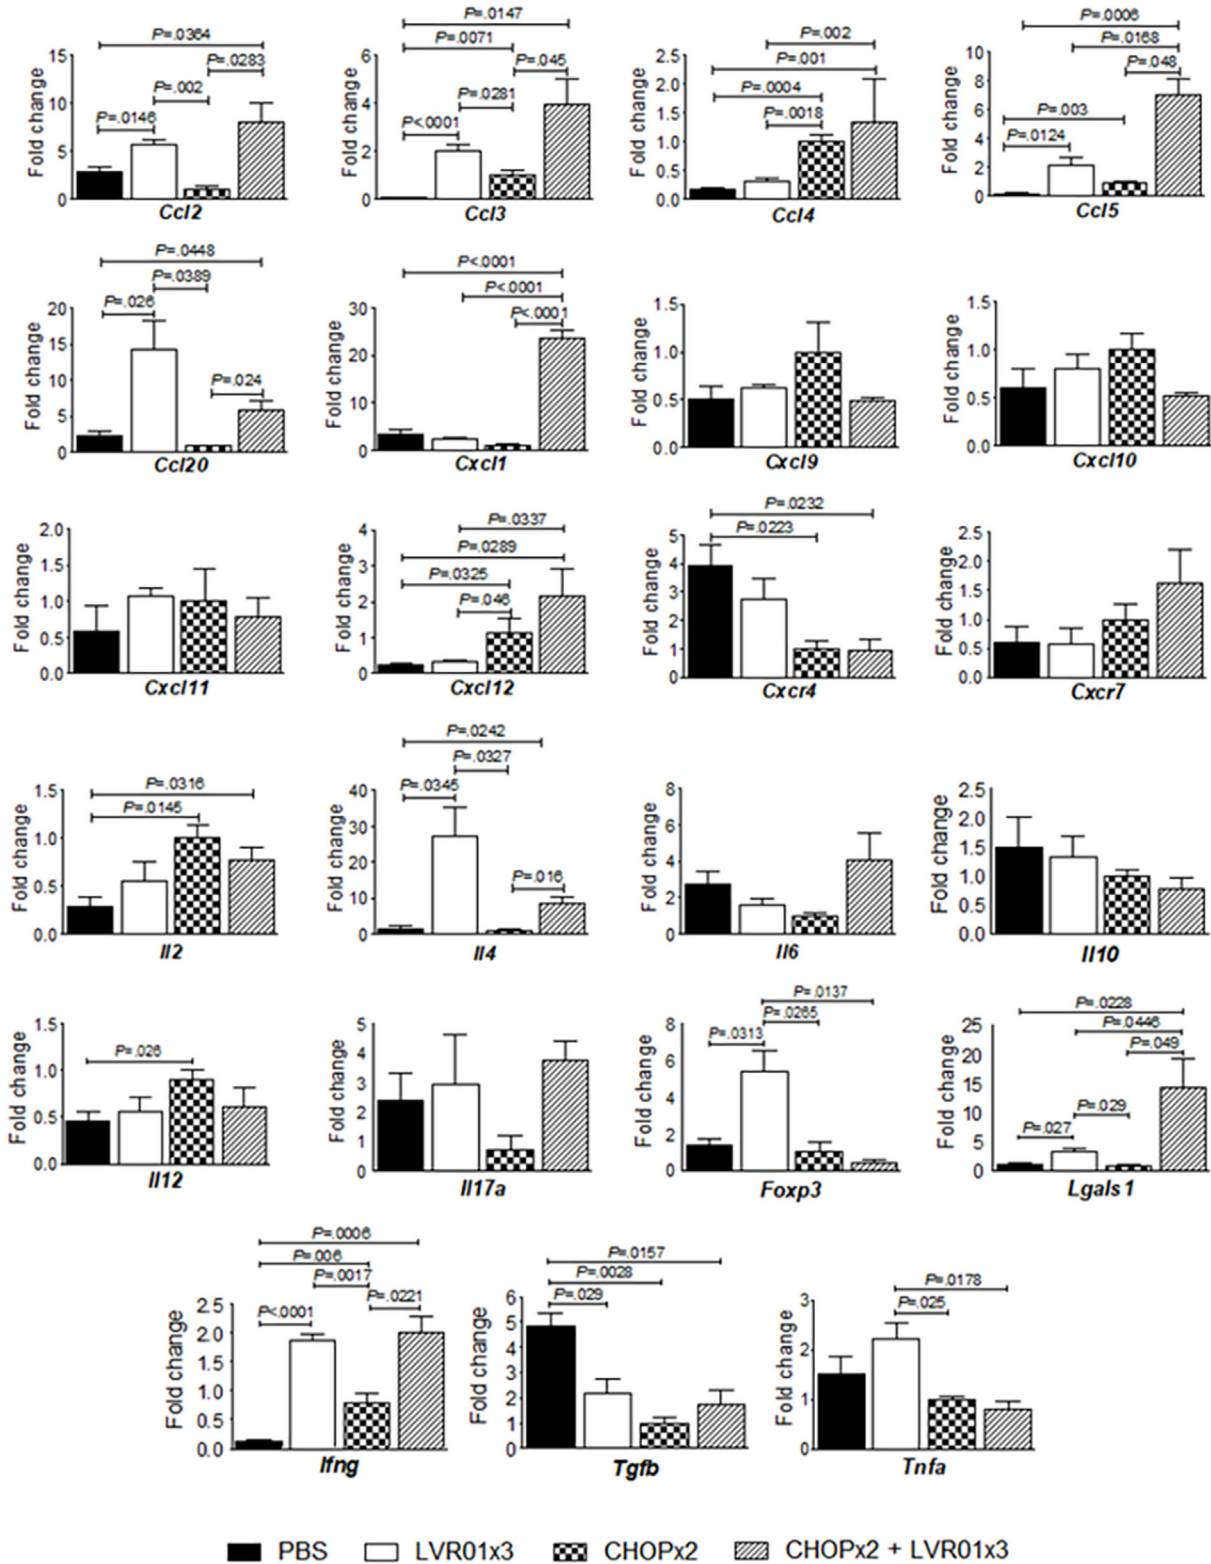 P=.0364
P=.0283
P=.002
P=.0146
Fold change
15
10
5
0
Ccl2
P=.0147
P=.0071
P=.045
P=.0281
P<.0001
Fold change
6
4
2
0
Ccl3
P=.002
P=.001
P=.0004
P=.0018
Fold change
2.5
2.0
1.5
1.0
0.5
0.0
Ccl4
P=.0006
P=.0168
P=.048
P=.003
P=.0124
Fold change
10
8
6
4
2
0
Ccl5
P=.0448
P=.0389
P=.026
P=.024
Fold change
20
15
10
5
0
Ccl20
P<.0001
P<.0001
P<.0001
Fold change
30
20
10
0
Cxcl1
Fold change
1.5
1.0
0.5
0.0
Cxcl9
Fold change
1.5
1.0
0.5
0.0
Cxcl10
Fold change
2.0
1.5
1.0
0.5
0.0
Cxcl11
P=.0337
P=.0289
P=.0325
P=.046
Fold change
4
3
2
1
0
Cxcl12
P=.0232
P=.0223
Fold change
5
4
3
2
1
0
Cxcr4
Fold change
2.5
2.0
1.5
1.0
0.5
0.0
Cxcr7
P=.0316
P=.0145
Fold change
1.5
1.0
0.5
0.0
Il2
P=.0242
P=.0327
P=.0345
P=.016
Fold change
40
30
20
10
0
Il4
Fold change
8
6
4
2
0
Il6
Fold change
2.5
2.0
1.5
1.0
0.5
0.0
Il10
P=.026
Fold change
1.5
1.0
0.5
0.0
Il12
Fold change
5
4
3
2
1
0
Il17a
P=.0137
P=.0265
P=.0313
Fold change
8
6
4
2
0
Foxp3
P=.0228
P=.0446
P=.049
P=.029
P=.027
Fold change
25
20
15
10
5
0
Lgals1
P=.0006
P=.006
P=.0017
P=.0221
P<.0001
Fold change
2.5
2.0
1.5
1.0
0.5
0.0
Ifng
P=.0157
P=.0028
P=.029
Fold change
6
5
4
3
2
1
0
Tgfb
P=.0178
P=.025
Fold change
3
2
1
0
Tnfa
PBS
LVR01x3
CHOPx2
CHOPx2 + LVR01x3